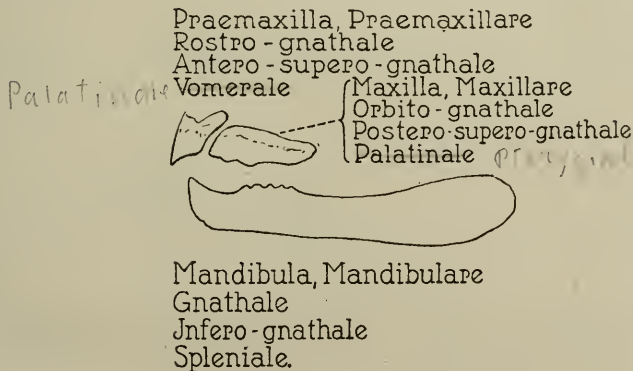 Praemaxilla, Praemaxillare
Rostro-gnathale
Antero-supero-gnathale
Palatinale Vomerale
Maxilla, Maxillare
Orbito-gnathale
Postero-supero-gnathale
Palatinale
Mandibula, Mandibulare
Gnathale
Jnfero-gnathale
Spleniale.